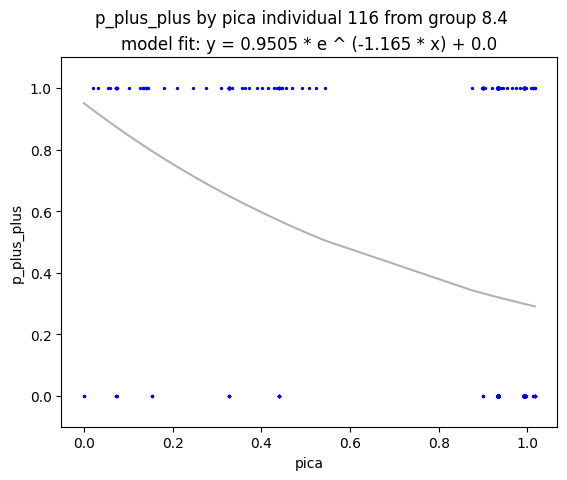 p_plus_plus by pica individual 116 from group 8.4
model fit: y = 0.9505 * e ^ (-1.165 * x) + 0.0
1.0
0.8
0.6
0.4
0.2
0.0
p_plus_plus
0.0 0.2 0.4 0.6 0.8 1.0
pica